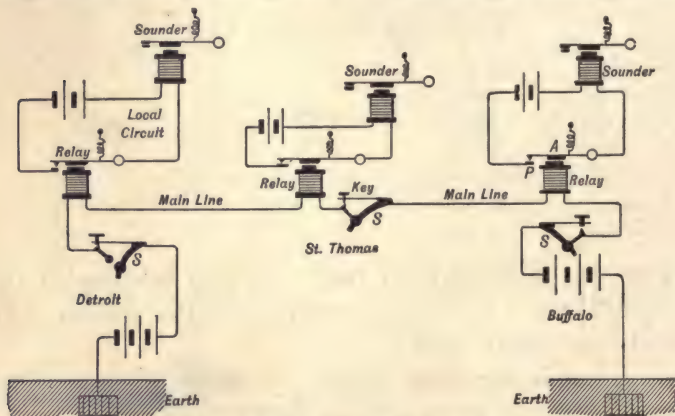 Sounder
Local
Circuit
Relay
Main Line
S
Detroit
Earth
Sounder
Relay
Key
S
St. Thomas
Main Line
Sounder
A
P
Relay
S
Buffalo
Earth